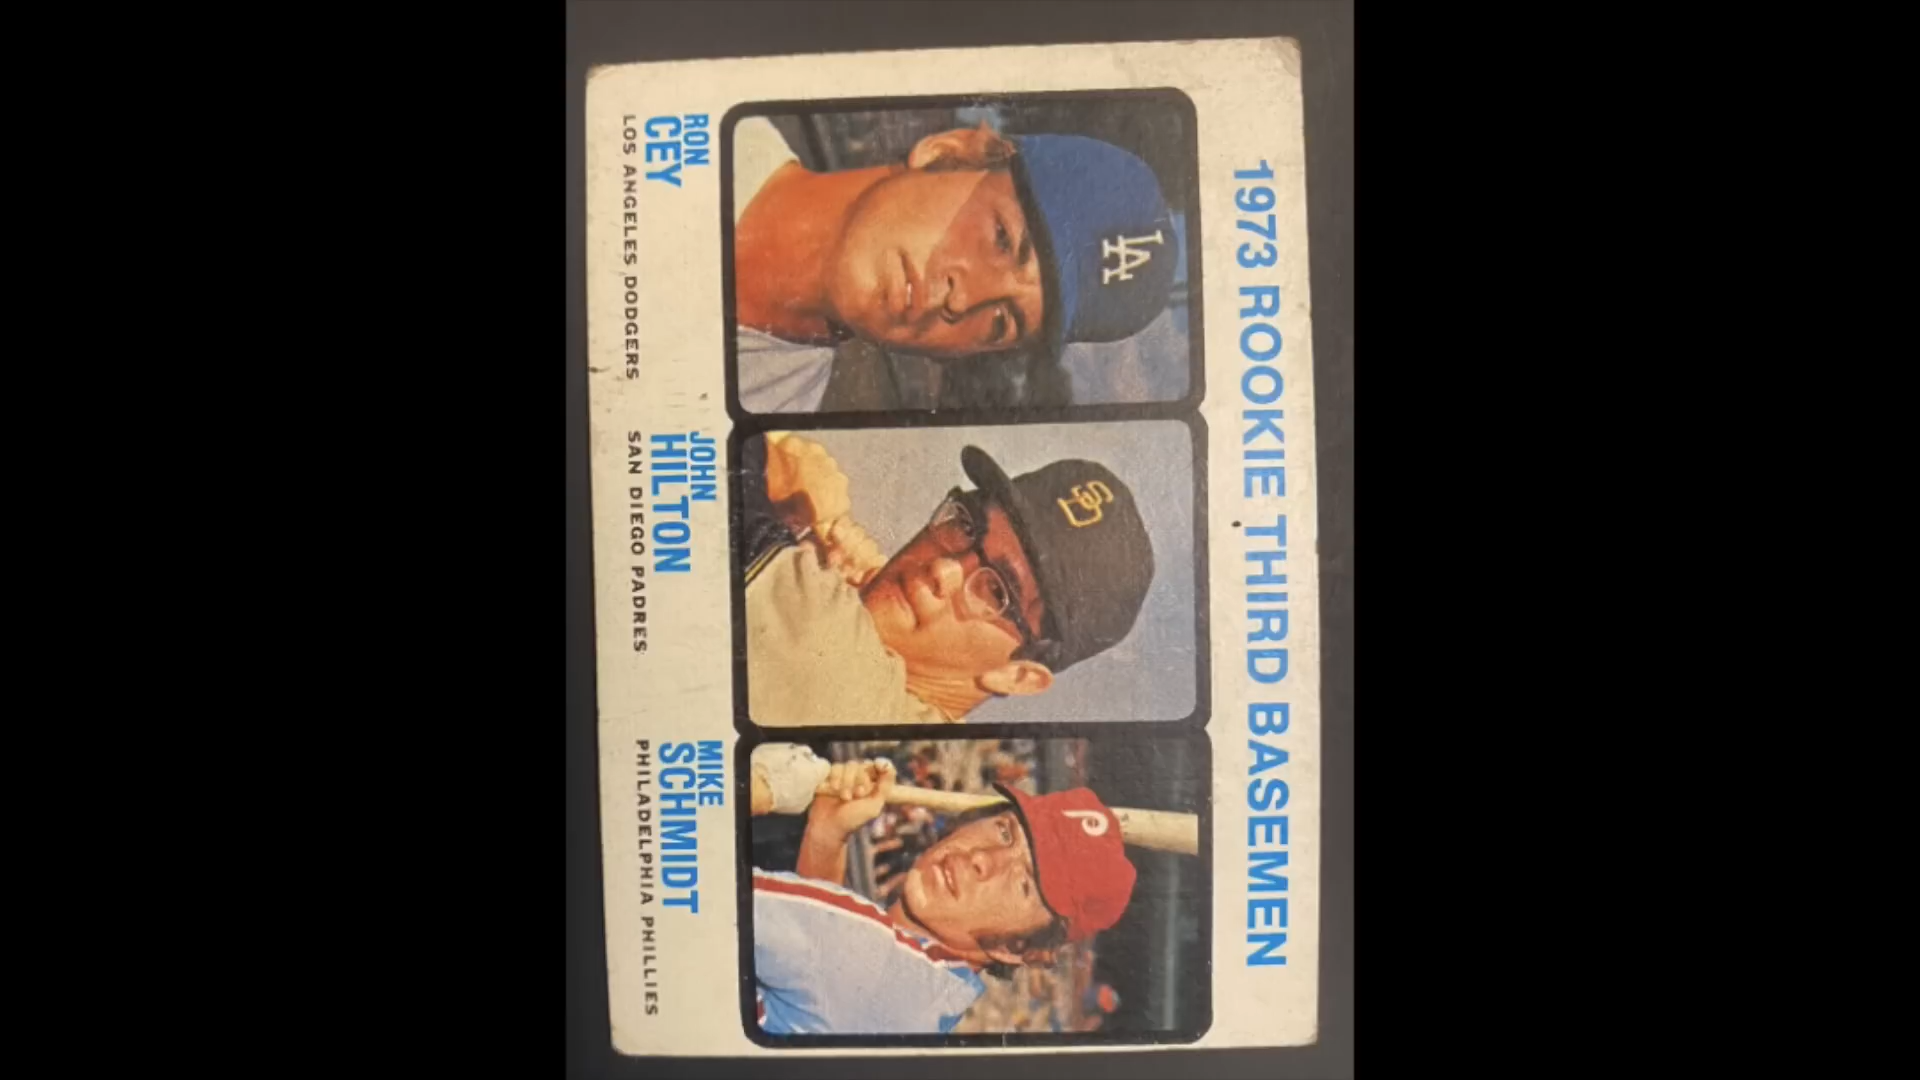 1973 ROOKIE THIRD BASEMEN
LA
SD
P
RON
CEY
LOS ANGELES DODGERS
JOHN
HILTON
SAN DIEGO PADRES
MIKE
SCHMIDT
PHILADELPHIA PHILLIES